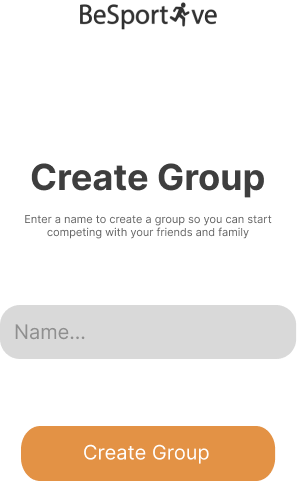 BeSportive
Create Group
Enter a name to create a group so you can start
competing with your friends and family
Name...
Create Group